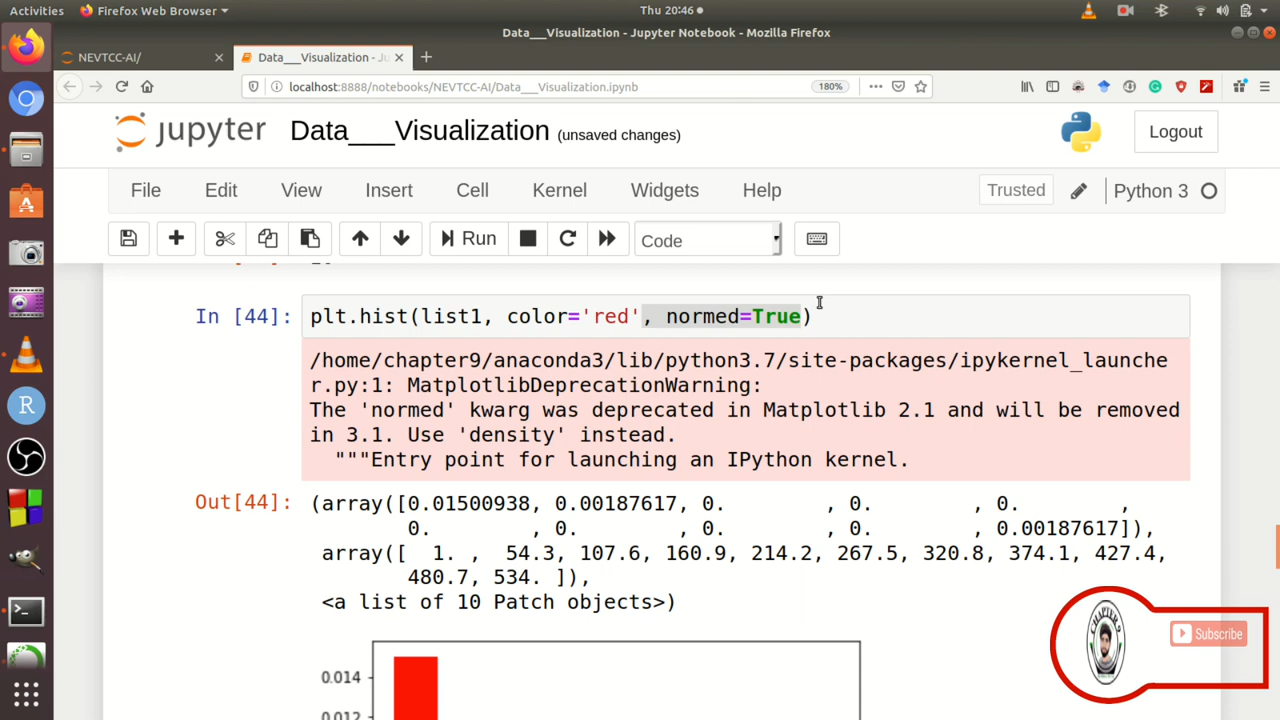 Activities Firefox Web Browser Thu 20:46
Data___Visualization - Jupyter Notebook - Mozilla Firefox
NEVTCC-AI/ Data___Visualization - Ju
localhost:8888/notebooks/NEVTCC-AI/Data___Visualization.ipynb 180%
jupyter Data___Visualization (unsaved changes) Logout
File Edit View Insert Cell Kernel Widgets Help Trusted Python 3
Run Code
In [44]: plt.hist(list1, color='red', normed=True)
/home/chapter9/anaconda3/lib/python3.7/site-packages/ipykernel_launche
r.py:1: MatplotlibDeprecationWarning:
The 'normed' kwarg was deprecated in Matplotlib 2.1 and will be removed
in 3.1. Use 'density' instead.
"""Entry point for launching an IPython kernel.
Out[44]: (array([0.01500938, 0.00187617, 0. , 0. , 0. ,
0. , 0. , 0. , 0. , 0.00187617]),
array([ 1. , 54.3, 107.6, 160.9, 214.2, 267.5, 320.8, 374.1, 427.4,
480.7, 534. ]),
<a list of 10 Patch objects>)
CHAPTER 9
Subscribe
0.014
0.012